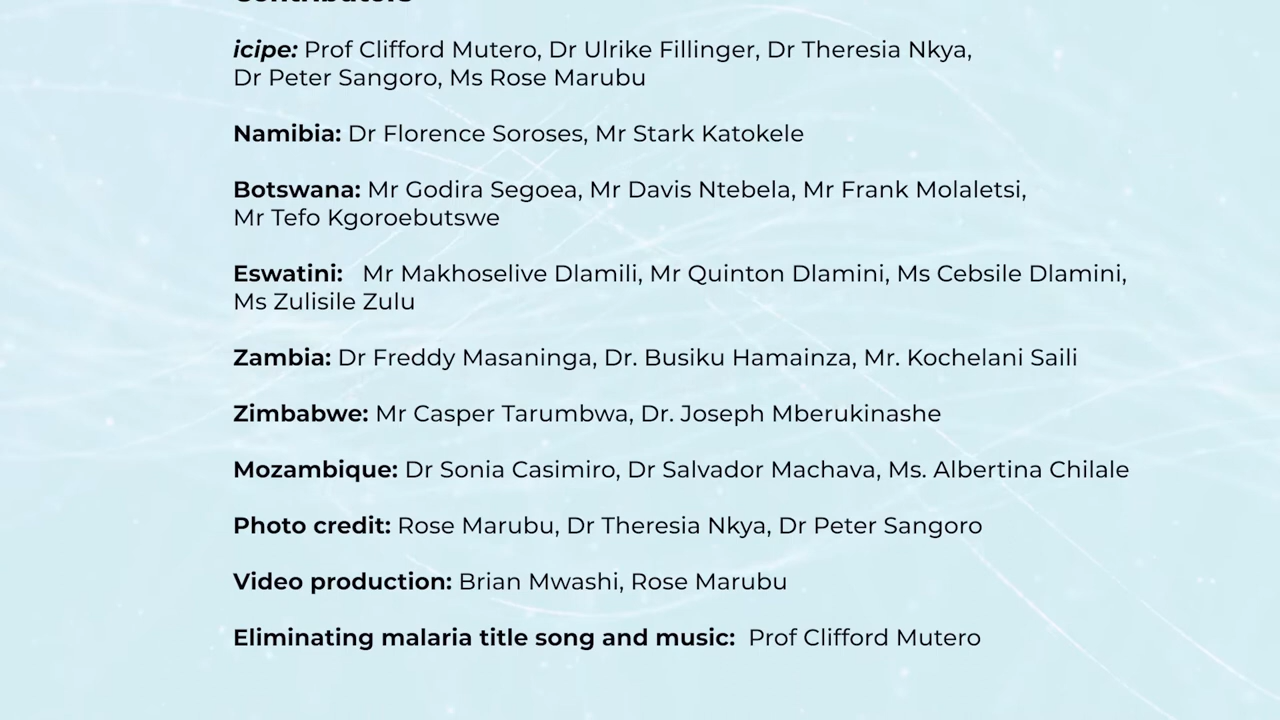 Contributors
icipe: Prof Clifford Mutero, Dr Ulrike Fillinger, Dr Theresia Nkya,
Dr Peter Sangoro, Ms Rose Marubu
Namibia: Dr Florence Soroses, Mr Stark Katokele
Botswana: Mr Godira Segoea, Mr Davis Ntebela, Mr Frank Molaletsi,
Mr Tefo Kgoroebutswe
Eswatini: Mr Makhoselive Dlamili, Mr Quinton Dlamini, Ms Cebsile Dlamini,
Ms Zulisile Zulu
Zambia: Dr Freddy Masaninga, Dr. Busiku Hamainza, Mr. Kochelani Saili
Zimbabwe: Mr Casper Tarumbwa, Dr. Joseph Mberukinashe
Mozambique: Dr Sonia Casimiro, Dr Salvador Machava, Ms. Albertina Chilale
Photo credit: Rose Marubu, Dr Theresia Nkya, Dr Peter Sangoro
Video production: Brian Mwashi, Rose Marubu
Eliminating malaria title song and music: Prof Clifford Mutero